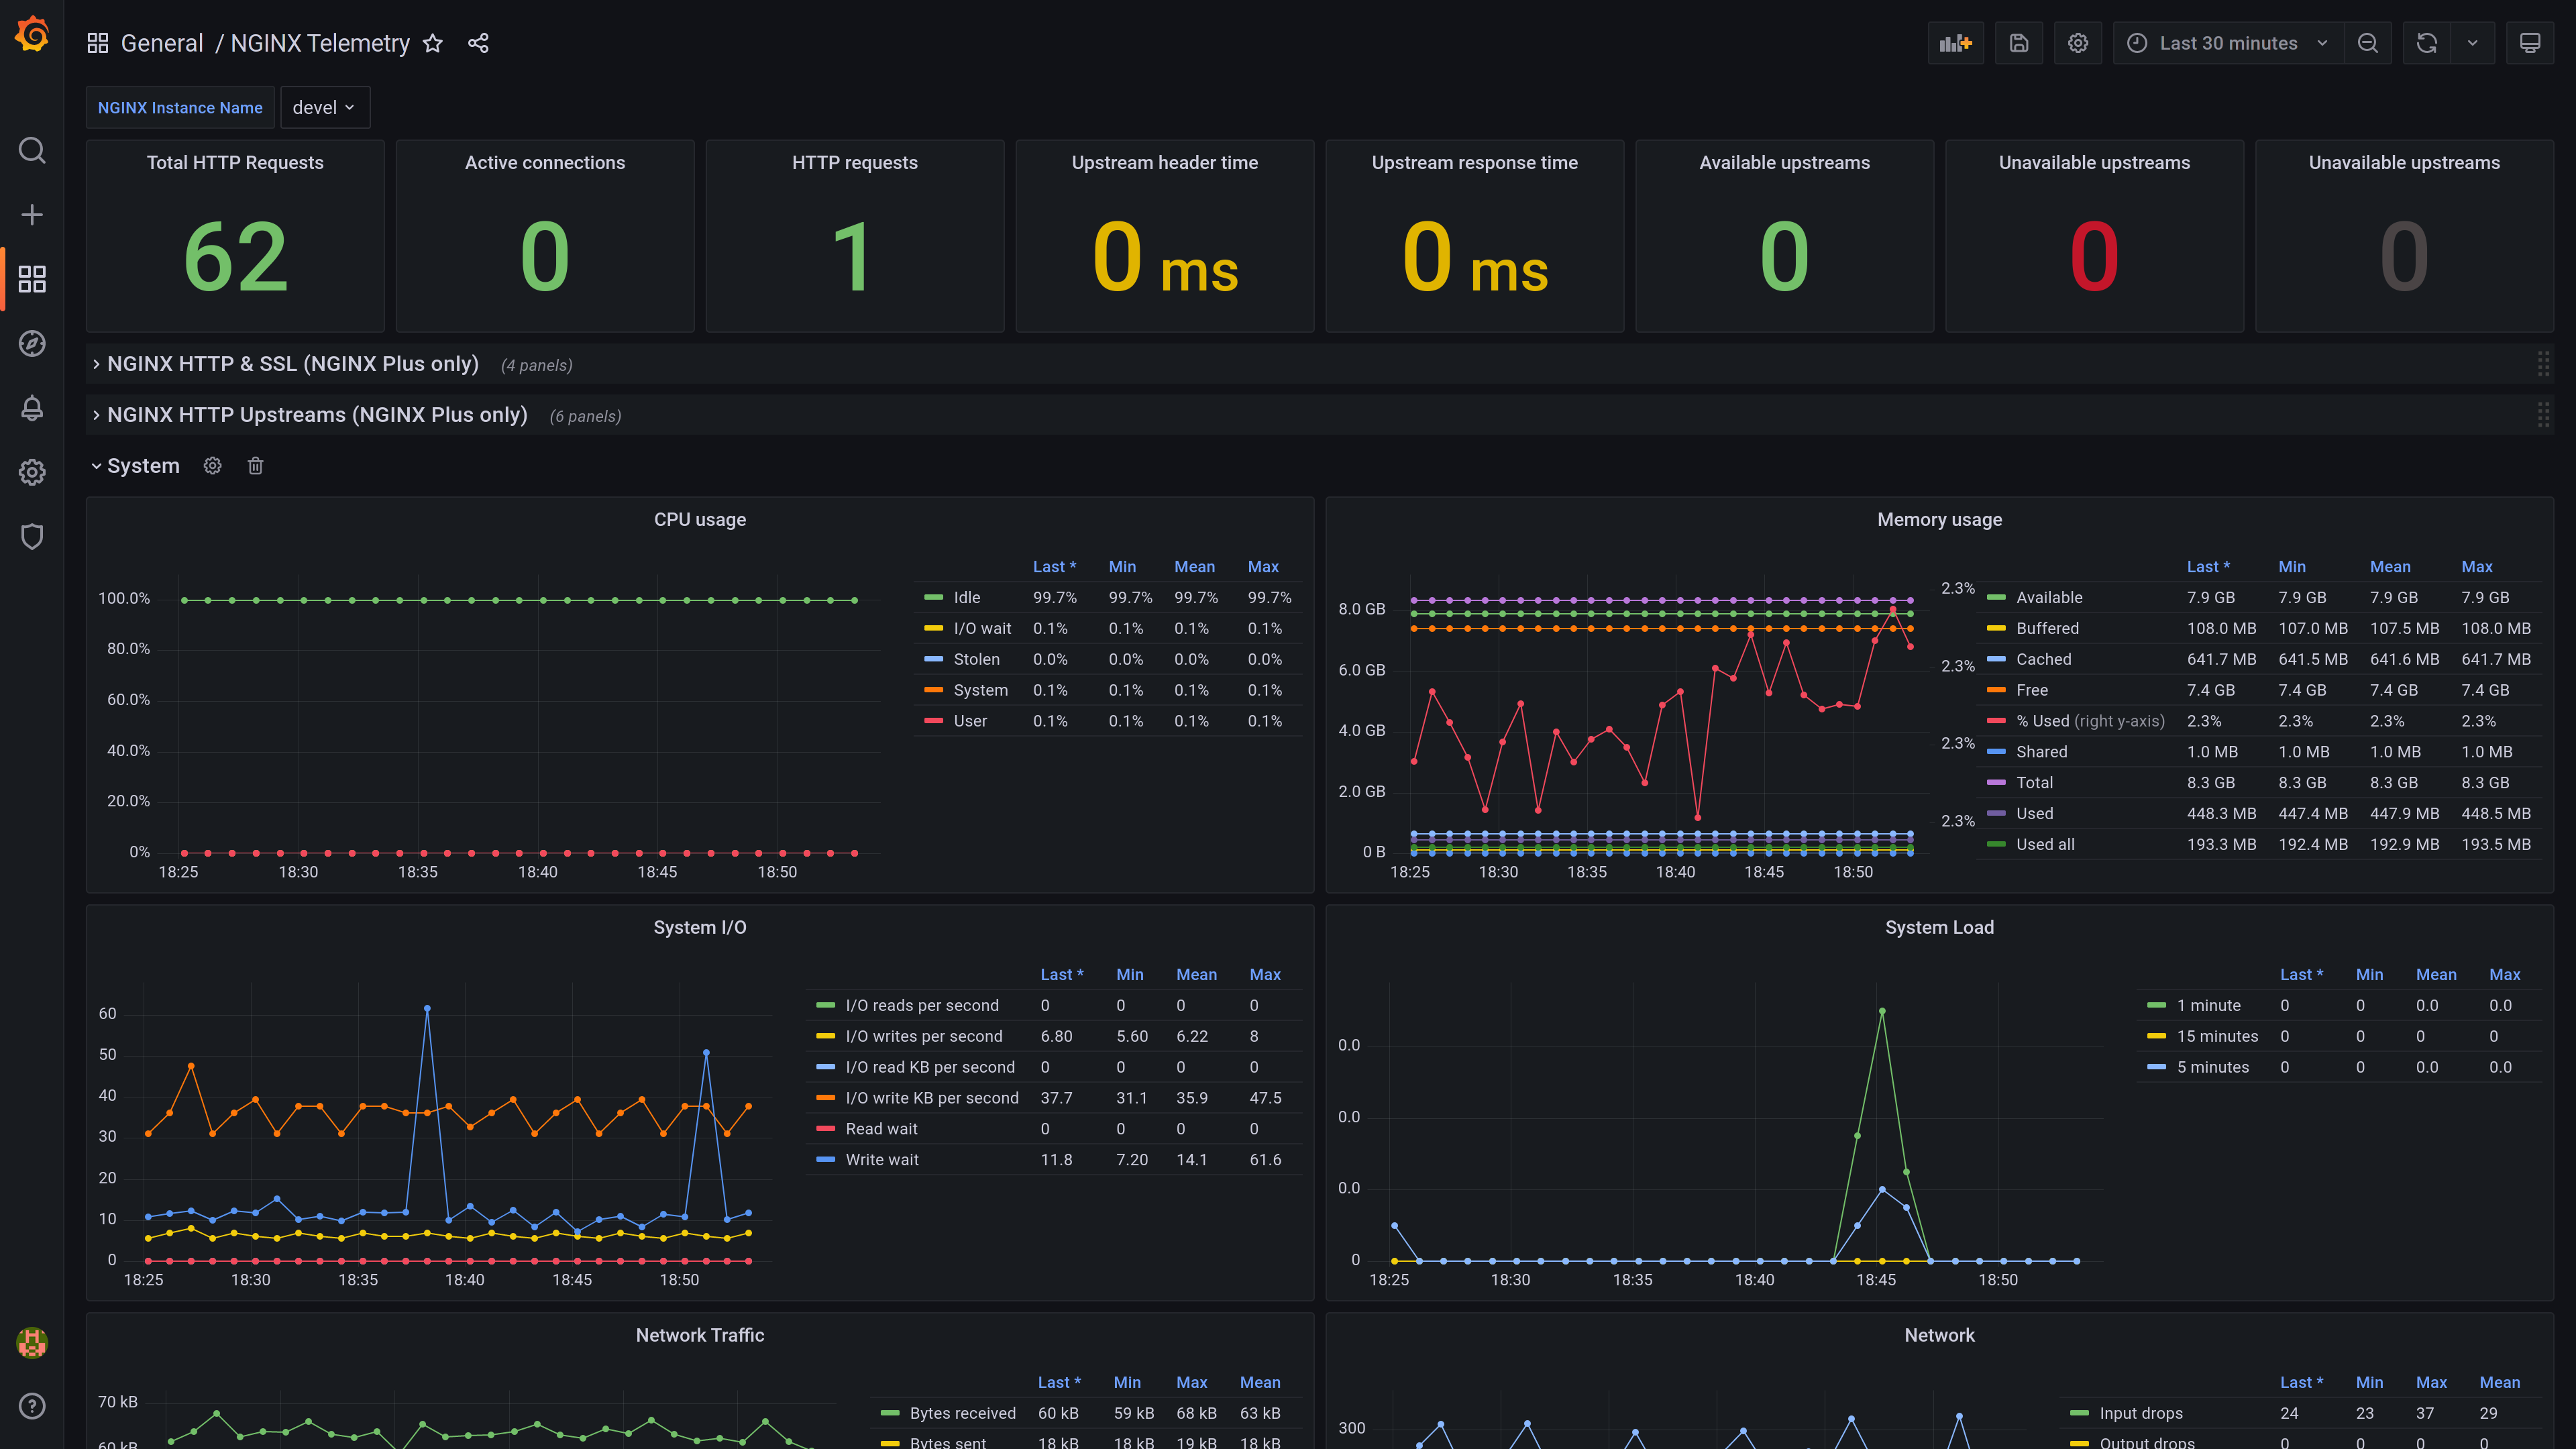 General / NGINX Telemetry
Last 30 minutes
NGINX Instance Name devel
Total HTTP Requests
62
Active connections
0
HTTP requests
1
Upstream header time
0 ms
Upstream response time
0 ms
Available upstreams
0
Unavailable upstreams
0
Unavailable upstreams
0
NGINX HTTP & SSL (NGINX Plus only) (4 panels)
NGINX HTTP Upstreams (NGINX Plus only) (6 panels)
System
CPU usage
100.0%
80.0%
60.0%
40.0%
20.0%
0%
18:25 18:30 18:35 18:40 18:45 18:50
Last * Min Mean Max
Idle 99.7% 99.7% 99.7% 99.7%
I/O wait 0.1% 0.1% 0.1% 0.1%
Stolen 0.0% 0.0% 0.0% 0.0%
System 0.1% 0.1% 0.1% 0.1%
User 0.1% 0.1% 0.1% 0.1%
Memory usage
8.0 GB
6.0 GB
4.0 GB
2.0 GB
0 B
18:25 18:30 18:35 18:40 18:45 18:50
2.3%
2.3%
2.3%
2.3%
Last * Min Mean Max
Available 7.9 GB 7.9 GB 7.9 GB 7.9 GB
Buffered 108.0 MB 107.0 MB 107.5 MB 108.0 MB
Cached 641.7 MB 641.5 MB 641.6 MB 641.7 MB
Free 7.4 GB 7.4 GB 7.4 GB 7.4 GB
% Used (right y-axis) 2.3% 2.3% 2.3% 2.3%
Shared 1.0 MB 1.0 MB 1.0 MB 1.0 MB
Total 8.3 GB 8.3 GB 8.3 GB 8.3 GB
Used 448.3 MB 447.4 MB 447.9 MB 448.5 MB
Used all 193.3 MB 192.4 MB 192.9 MB 193.5 MB
System I/O
60
50
40
30
20
10
0
18:25 18:30 18:35 18:40 18:45 18:50
Last * Min Mean Max
I/O reads per second 0 0 0 0
I/O writes per second 6.80 5.60 6.22 8
I/O read KB per second 0 0 0 0
I/O write KB per second 37.7 31.1 35.9 47.5
Read wait 0 0 0 0
Write wait 11.8 7.20 14.1 61.6
System Load
0.0
0.0
0.0
0
18:25 18:30 18:35 18:40 18:45 18:50
Last * Min Mean Max
1 minute 0 0 0.0 0.0
15 minutes 0 0 0 0
5 minutes 0 0 0.0 0.0
Network Traffic
70 kB
60 kB
Last * Min Max Mean
Bytes received 60 kB 59 kB 68 kB 63 kB
Bytes sent 18 kB 18 kB 19 kB 18 kB
Network
300
Last * Min Max Mean
Input drops 24 23 37 29
Output drops 0 0 0 0